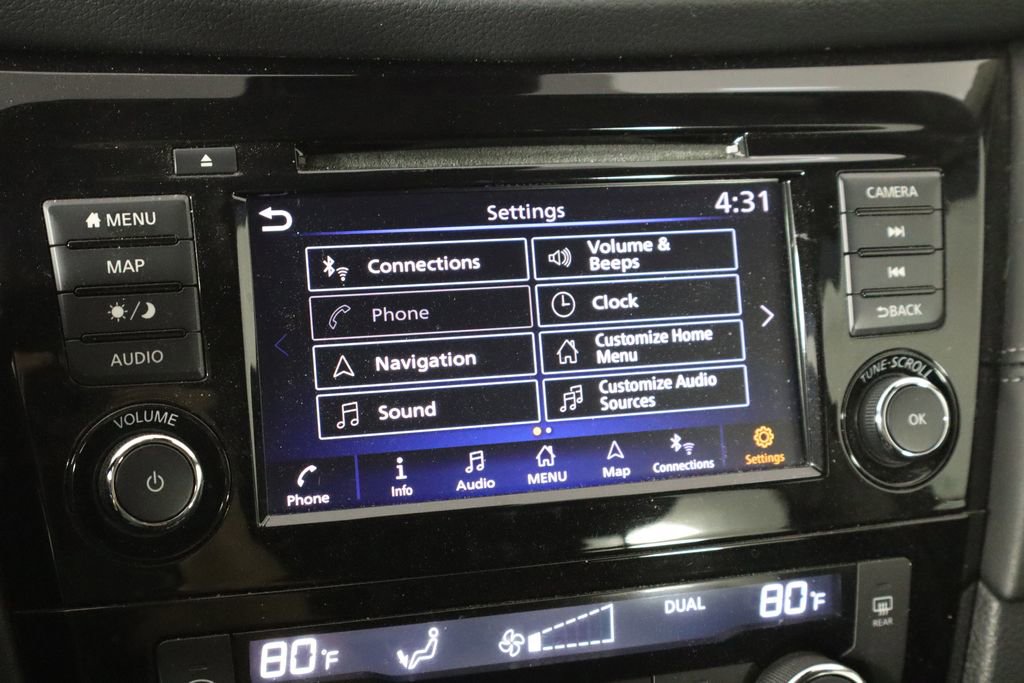 MENU
MAP
AUDIO
VOLUME
Settings
4:31
Connections
Volume &
Beeps
Phone
Clock
Navigation
Customize Home
Menu
Sound
Customize Audio
Sources
Phone
Info
Audio
MENU
Map
Connections
Settings
CAMERA
BACK
TUNE•SCROLL
OK
80°F
DUAL
80°F
REAR